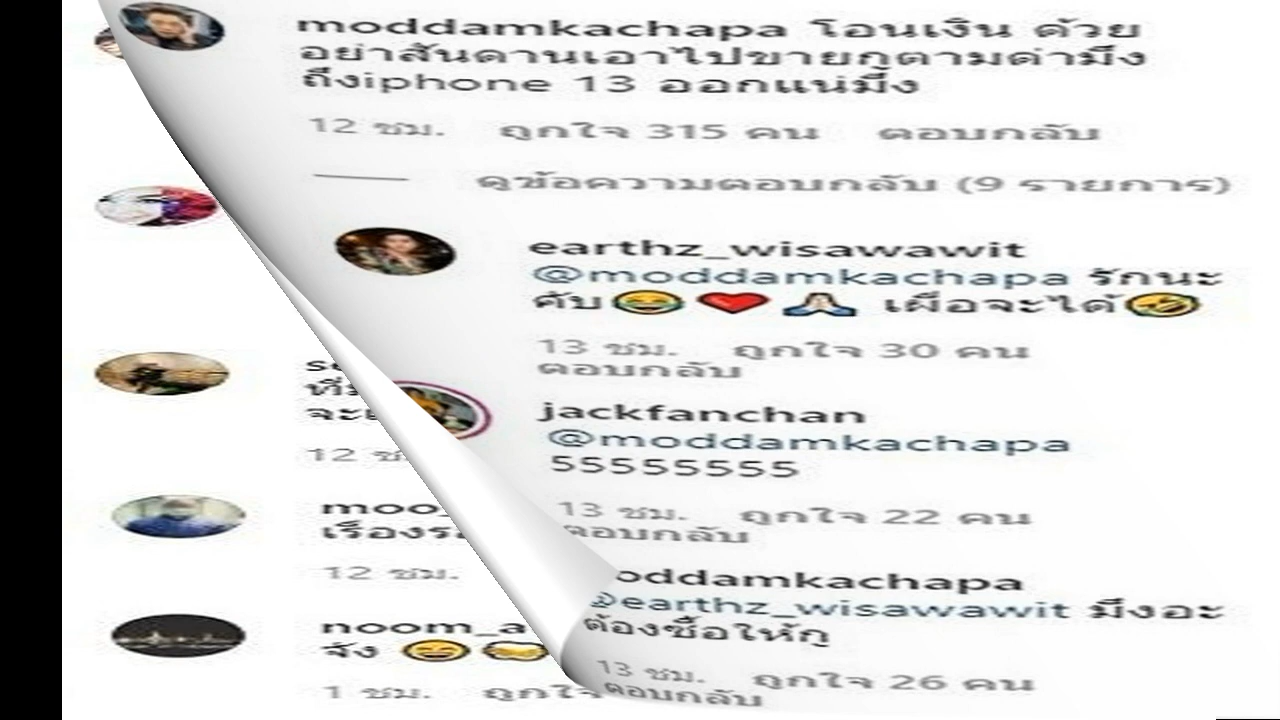 moddamkachapa โอนเงิน ด้วย
อย่าสันดานเอาไปขายกูตามด่ามึง
ถึงiphone 13 ออกแน่มึ้ง
12 ชม. ถูกใจ 315 คน ตอบกลับ
ดูข้อความตอบกลับ (9 รายการ)
earthz_wisawawit
@moddamkachapa รักนะ
คับ😂❤️🙏 เผื่อจะได้🤣
13 ชม. ถูกใจ 30 คน
ตอบกลับ
jackfanchan
@moddamkachapa
55555555
13 ชม. ถูกใจ 22 คน
ตอบกลับ
oddamkachapa
@earthz_wisawawit มึงอะ
ต้องซื้อให้กู
13 ชม. ถูกใจ 26 คน
ตอบกลับ
12 ช
moo
12 ชม.
noom_a
จัง 😄
1 ชม. ถูกใจ